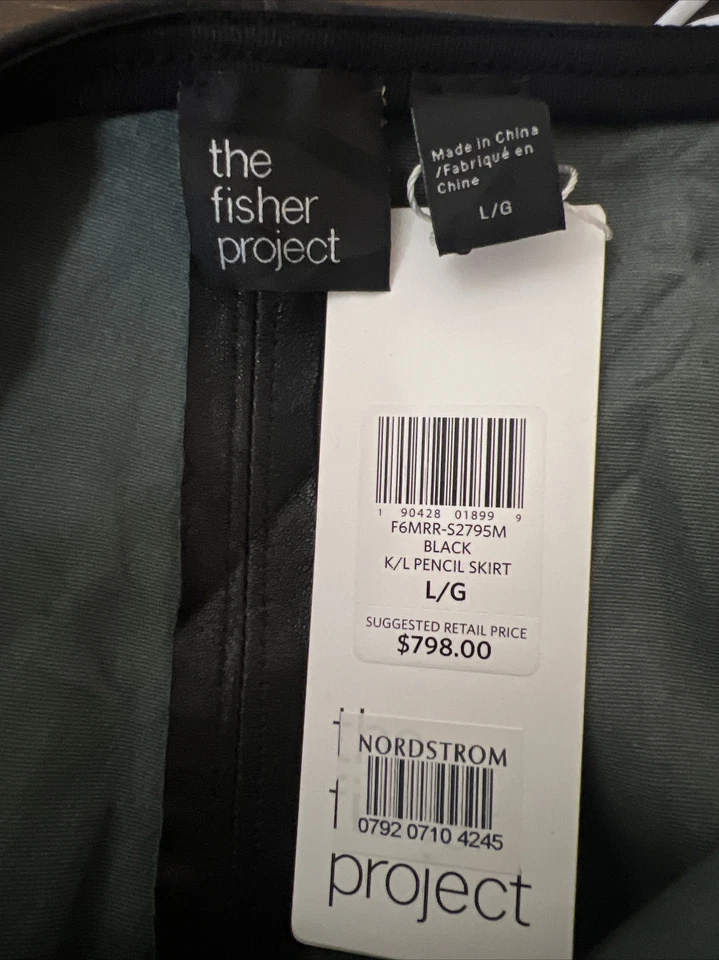 the
fisher
project
Made in China
/Fabriqué en
Chine
L/G
1 90428 01899 9
F6MRR-S2795M
BLACK
K/L PENCIL SKIRT
L/G
SUGGESTED RETAIL PRICE
$798.00
NORDSTROM
0792 0710 4245
project